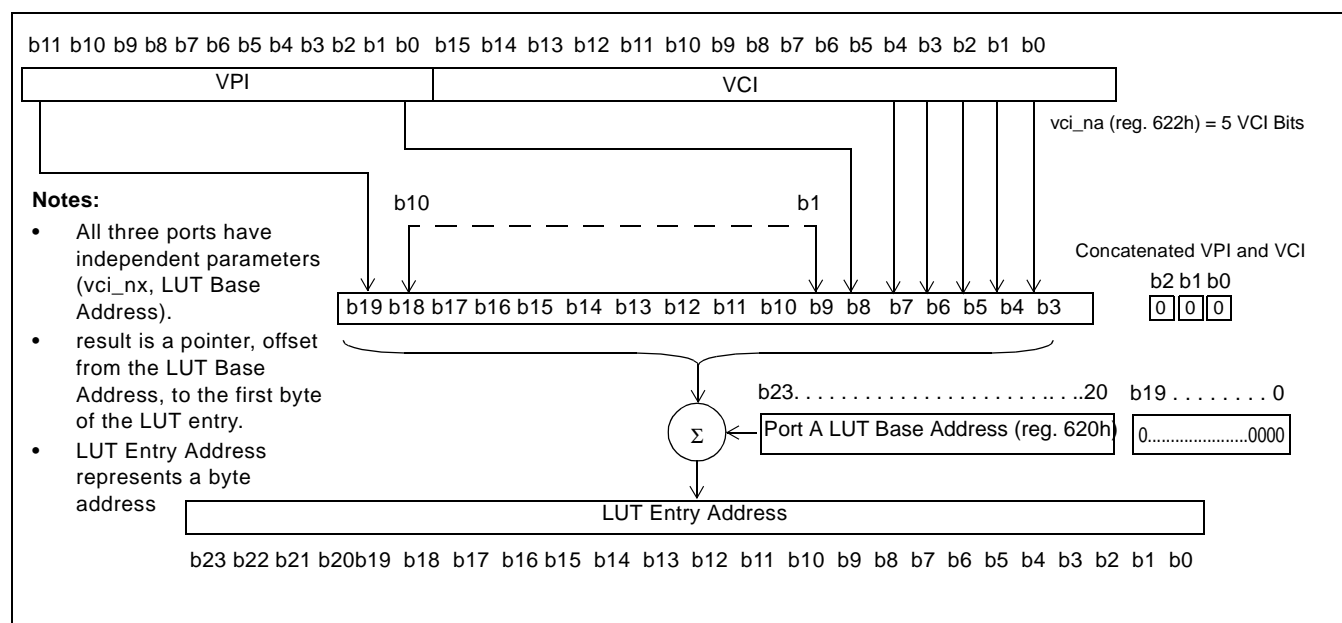 b11 b10 b9 b8 b7 b6 b5 b4 b3 b2 b1 b0 b15 b14 b13 b12 b11 b10 b9 b8 b7 b6 b5 b4 b3 b2 b1 b0
VPI VCI
vci_na (reg. 622h) = 5 VCI Bits
Notes:
• All three ports have
independent parameters
(vci_nx, LUT Base
Address).
• result is a pointer, offset
from the LUT Base
Address, to the first byte
of the LUT entry.
• LUT Entry Address
represents a byte
address
b10 b1
Concatenated VPI and VCI
b2 b1 b0
b19 b18 b17 b16 b15 b14 b13 b12 b11 b10 b9 b8 b7 b6 b5 b4 b3
0 0 0
b23. . . . . . . . . . . . . . . . . . . . . . .. . ..20 b19 . . . . . . . . 0
Σ
Port A LUT Base Address (reg. 620h) 0......................0000
LUT Entry Address
b23 b22 b21 b20b19 b18 b17 b16 b15 b14 b13 b12 b11 b10 b9 b8 b7 b6 b5 b4 b3 b2 b1 b0